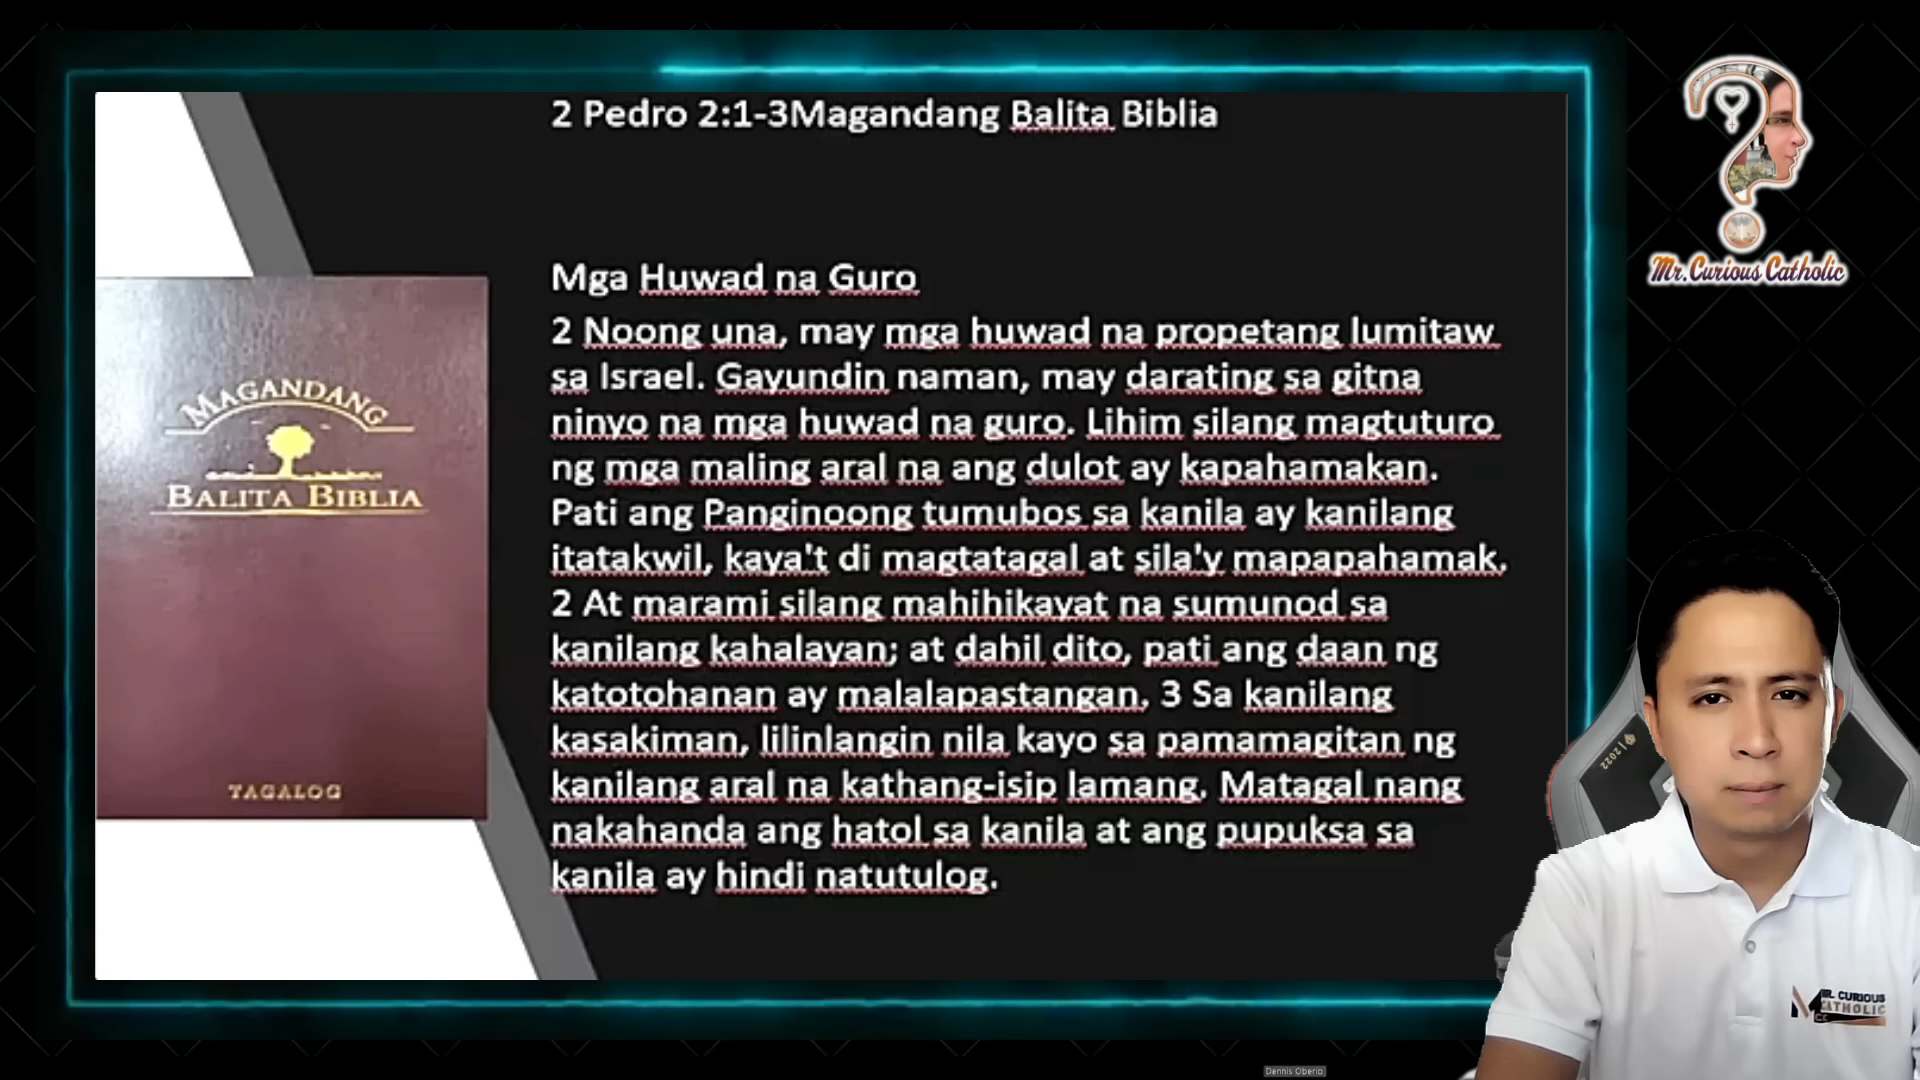 2 Pedro 2:1-3Magandang Balita Biblia
Mga Huwad na Guro
2 Noong una, may mga huwad na propetang lumitaw
sa Israel. Gayundin naman, may darating sa gitna
ninyo na mga huwad na guro. Lihim silang magtuturo
ng mga maling aral na ang dulot ay kapahamakan.
Pati ang Panginoong tumubos sa kanila ay kanilang
itatakwil, kaya't di magtatagal at sila'y mapapahamak.
2 At marami silang mahihikayat na sumunod sa
kanilang kahalayan; at dahil dito, pati ang daan ng
katotohanan ay malalapastangan. 3 Sa kanilang
kasakiman, lilinlangin nila kayo sa pamamagitan ng
kanilang aral na kathang-isip lamang. Matagal nang
nakahanda ang hatol sa kanila at ang pupuksa sa
kanila ay hindi natutulog.
MAGANDANG
BALITA BIBLIA
TAGALOG
Mr.Curious Catholic
2022
MR. CURIOUS
CATHOLIC
Dennis Oberio